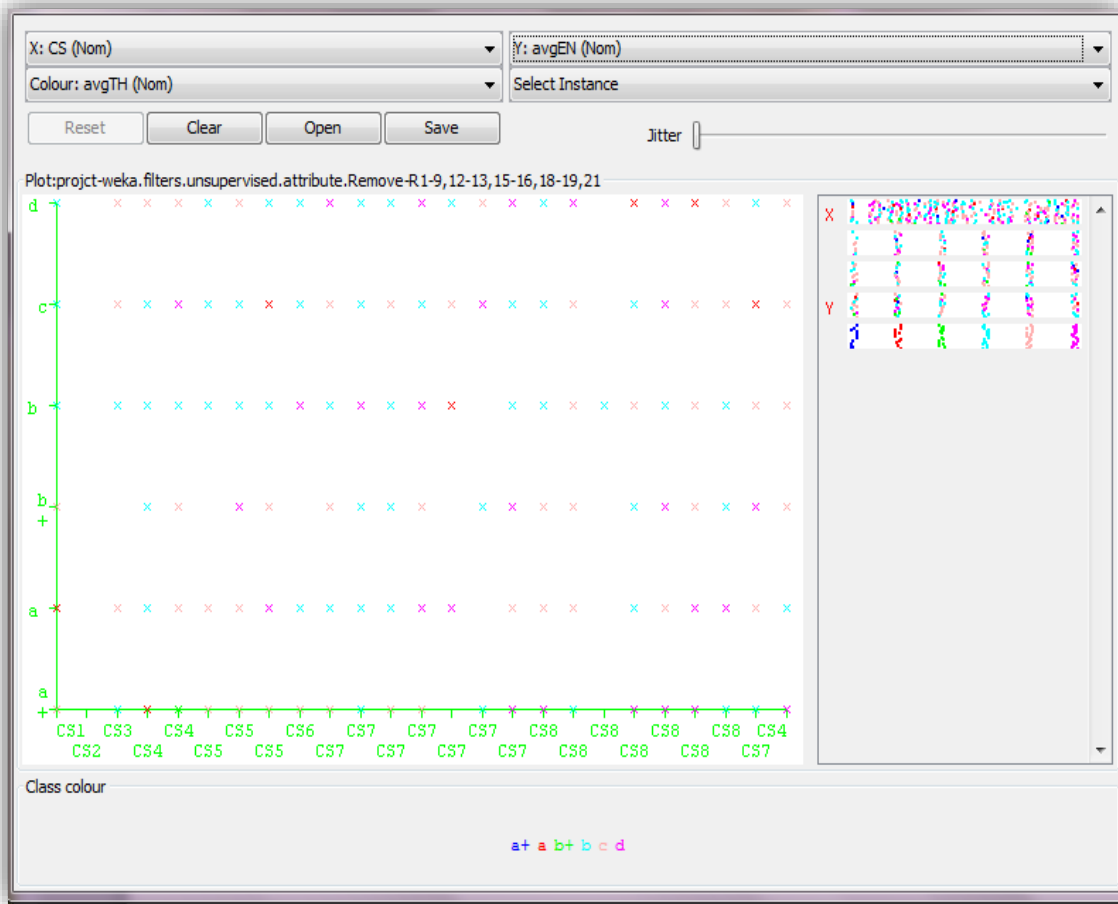 X: CS (Nom) Y: avgEN (Nom)
Colour: avgTH (Nom) Select Instance
Reset Clear Open Save Jitter
Plot:projct-weka.filters.unsupervised.attribute.Remove-R1-9,12-13,15-16,18-19,21
d
c
b
b
+
a
a
+
CS1 CS3 CS4 CS5 CS6 CS7 CS7 CS7 CS8 CS8 CS8 CS8 CS4
CS2 CS4 CS5 CS5 CS7 CS7 CS7 CS7 CS8 CS8 CS8 CS7
X
Y
Class colour
a+ a b+ b c d